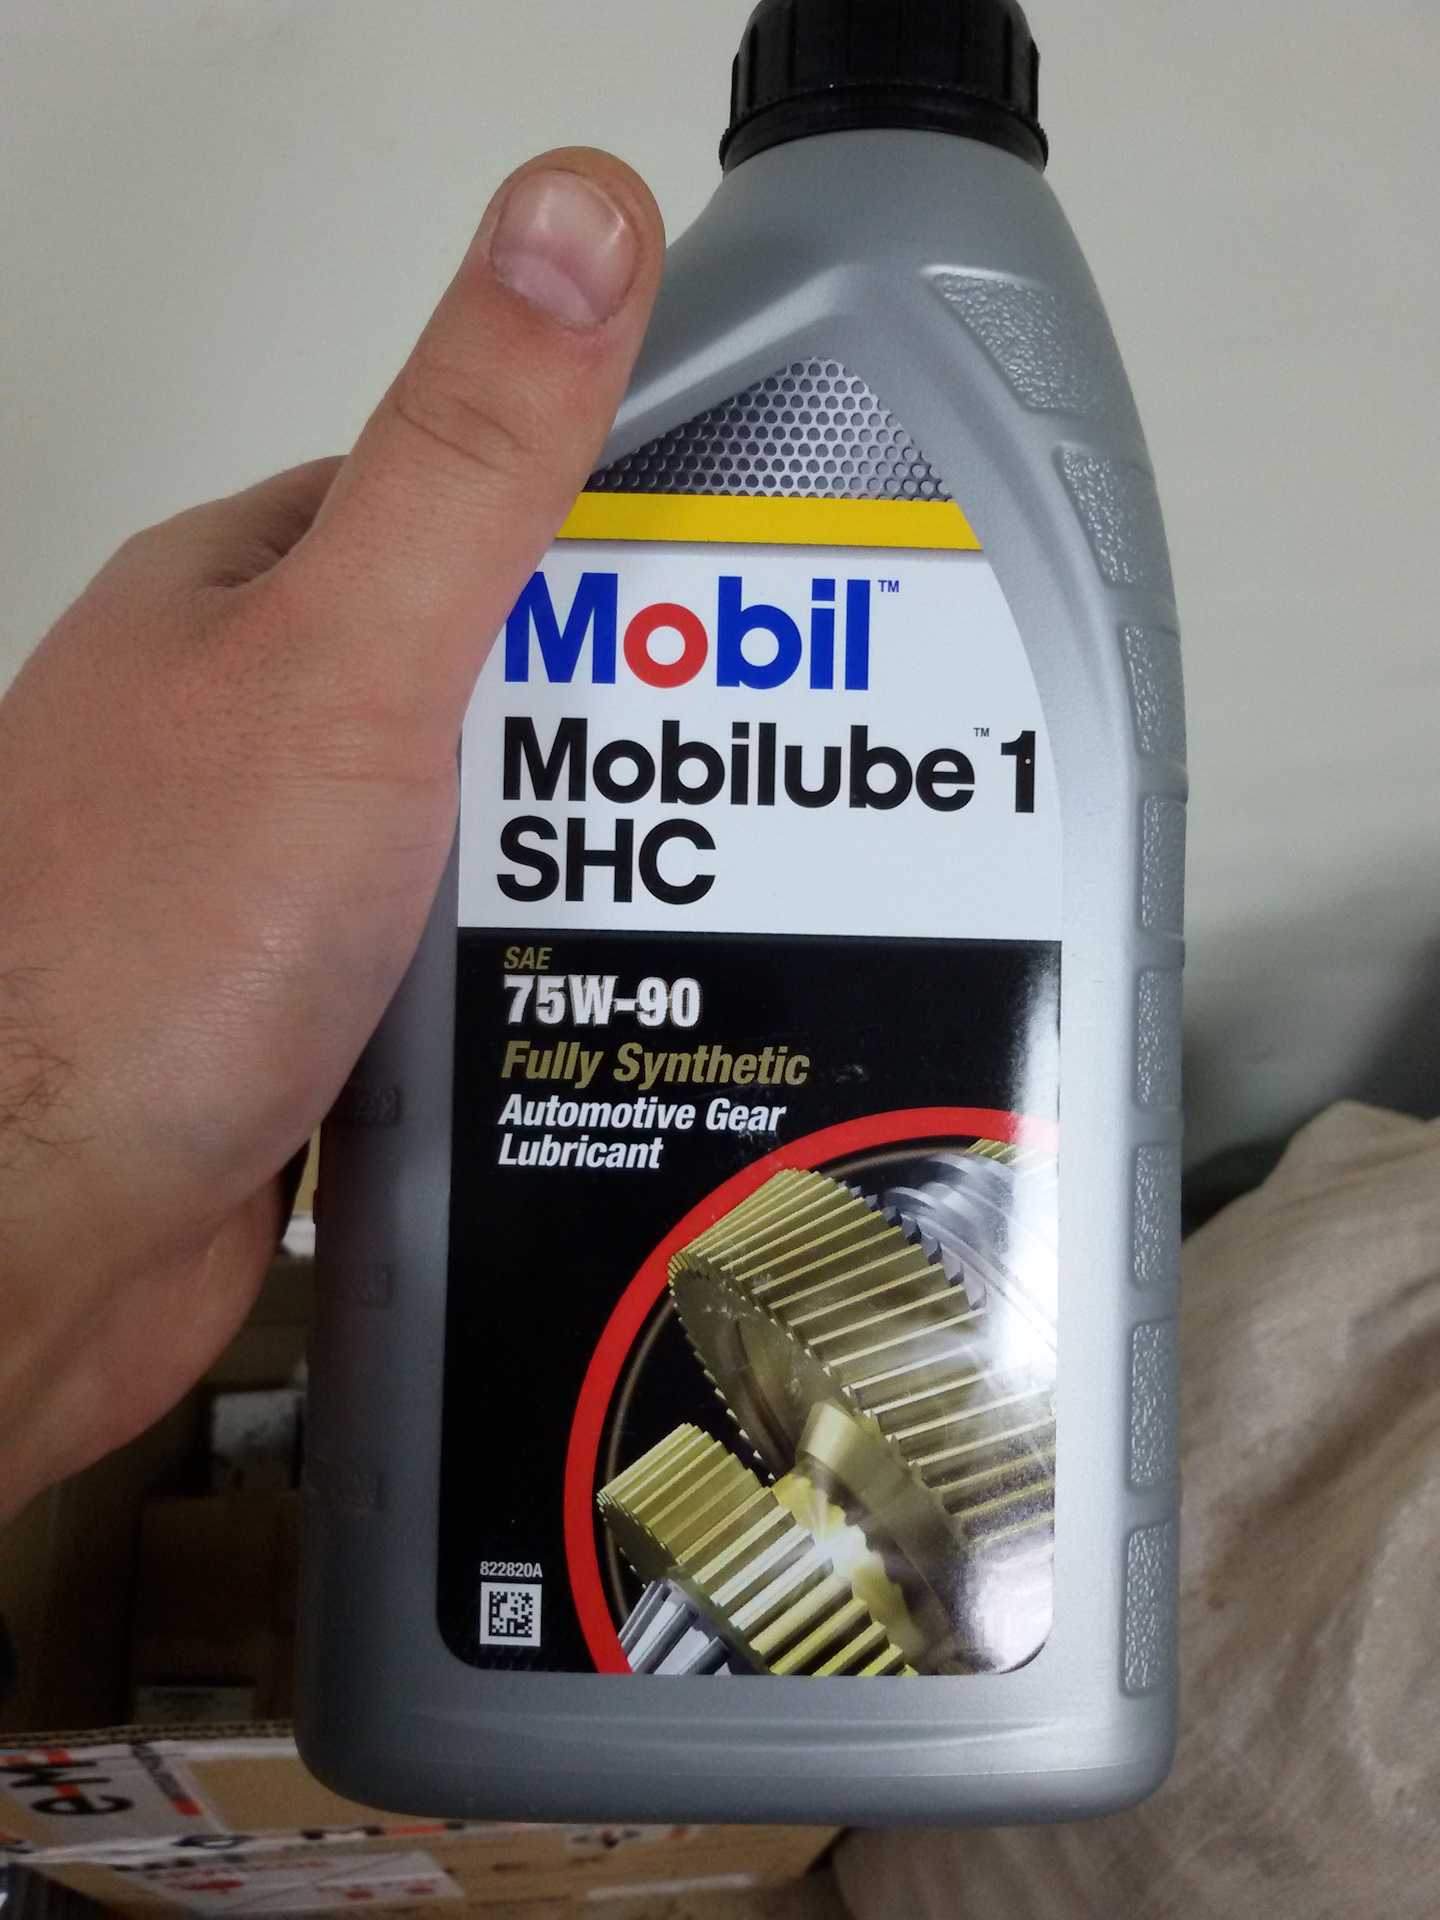 Mobil™
Mobilube™ 1
SHC
SAE
75W-90
Fully Synthetic
Automotive Gear
Lubricant
822820A
e-M